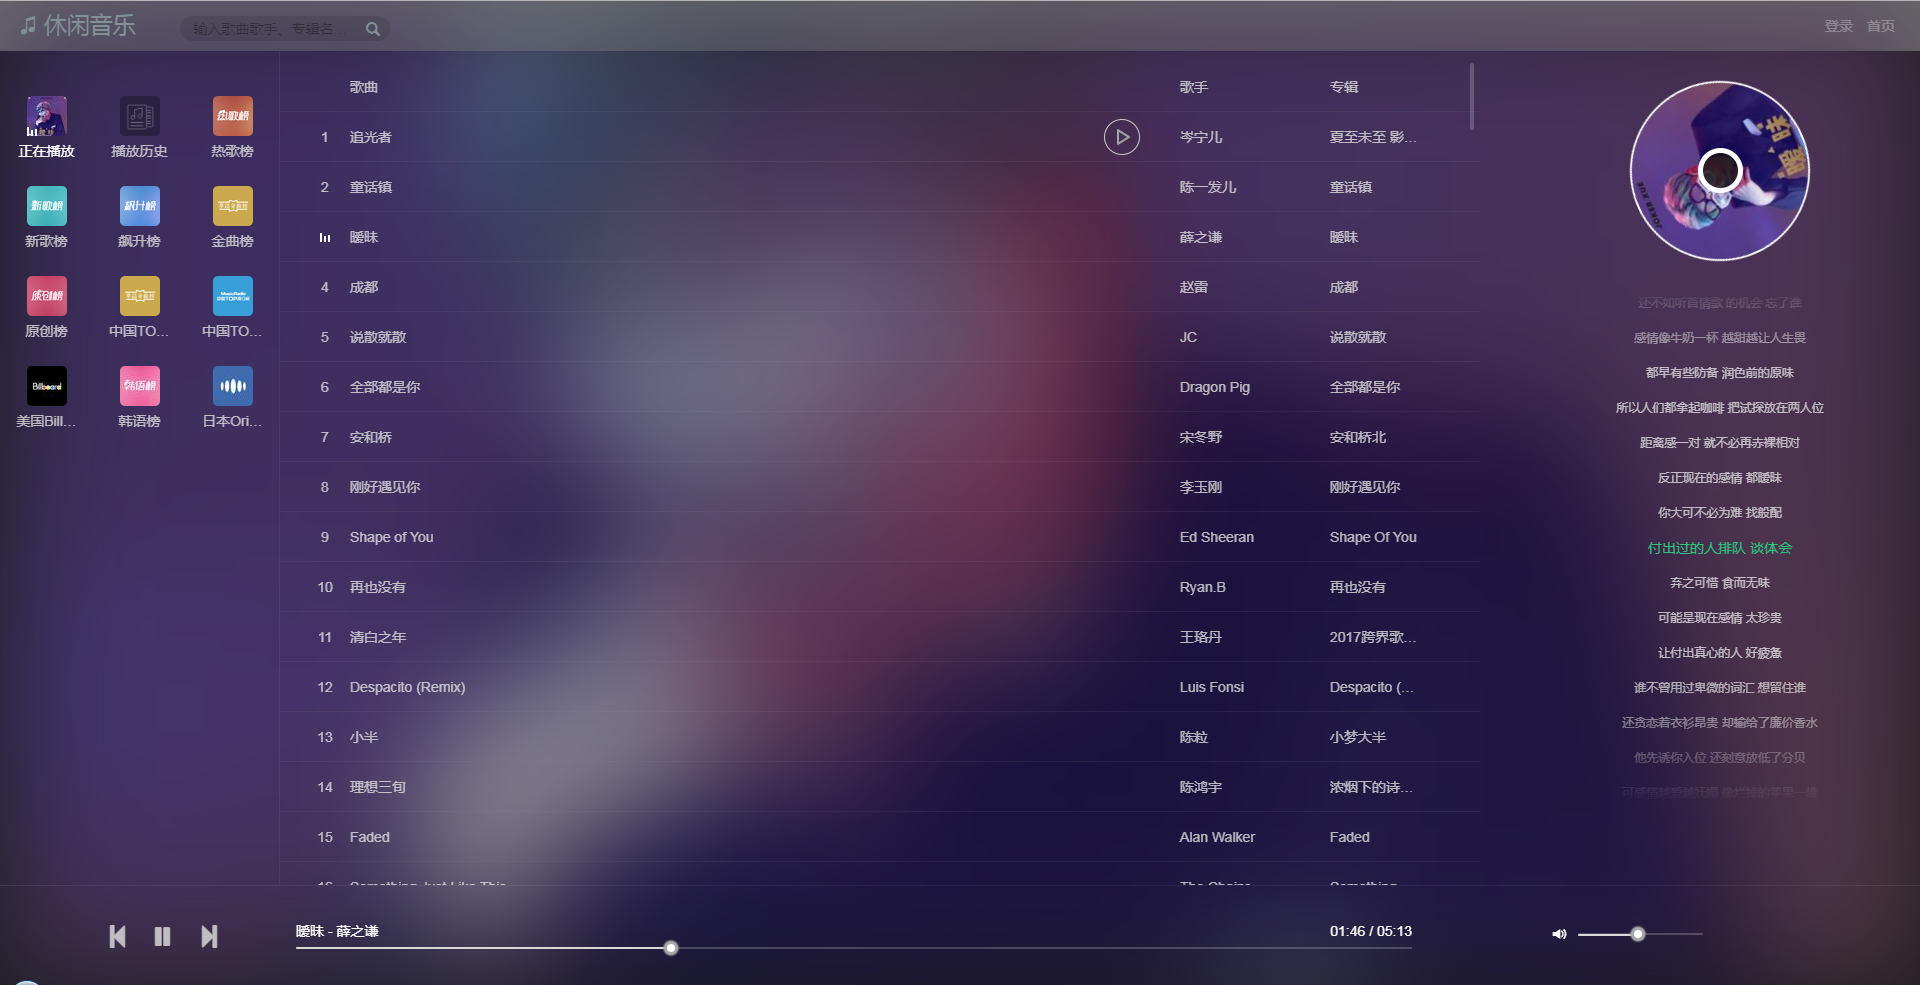 休闲音乐
输入歌曲歌手、专辑名...
登录 首页
正在播放 播放历史 热歌榜
新歌榜 飙升榜 金曲榜
原创榜 中国TO... 中国TO...
Billboard
美国Bill... 韩语榜 日本Ori...
歌曲 歌手 专辑
1 追光者 岑宁儿 夏至未至 影...
2 童话镇 陈一发儿 童话镇
暧昧 薛之谦 暧昧
4 成都 赵雷 成都
5 说散就散 JC 说散就散
6 全部都是你 Dragon Pig 全部都是你
7 安和桥 宋冬野 安和桥北
8 刚好遇见你 李玉刚 刚好遇见你
9 Shape of You Ed Sheeran Shape Of You
10 再也没有 Ryan.B 再也没有
11 清白之年 王珞丹 2017跨界歌...
12 Despacito (Remix) Luis Fonsi Despacito (...
13 小半 陈粒 小梦大半
14 理想三旬 陈鸿宇 浓烟下的诗...
15 Faded Alan Walker Faded
暧昧
JOKER XUE
还不如听首情歌 的机会 忘了谁
感情像牛奶一杯 越甜越让人生畏
都早有些防备 润色前的原味
所以人们都拿起咖啡 把试探放在两人位
距离感一对 就不必再赤裸相对
反正现在的感情 都暧昧
你大可不必为难 找般配
付出过的人排队 谈体会
弃之可惜 食而无味
可能是现在感情 太珍贵
让付出真心的人 好疲惫
谁不曾用过卑微的词汇 想留住谁
还贪恋着衣衫昂贵 却输给了廉价香水
他先诱你入位 还刻意放低了分贝
暧昧 - 薛之谦
01:46 / 05:13